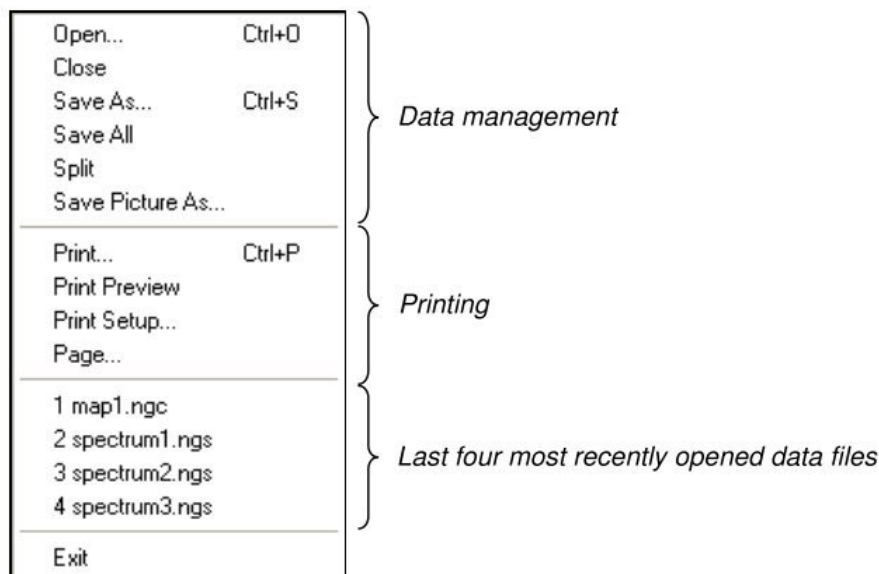 Open... Ctrl+O
Close
Save As... Ctrl+S
Save All
Split
Save Picture As...
Data management
Print... Ctrl+P
Print Preview
Print Setup...
Page...
Printing
1 map1.ngc
2 spectrum1.ngs
3 spectrum2.ngs
4 spectrum3.ngs
Last four most recently opened data files
Exit